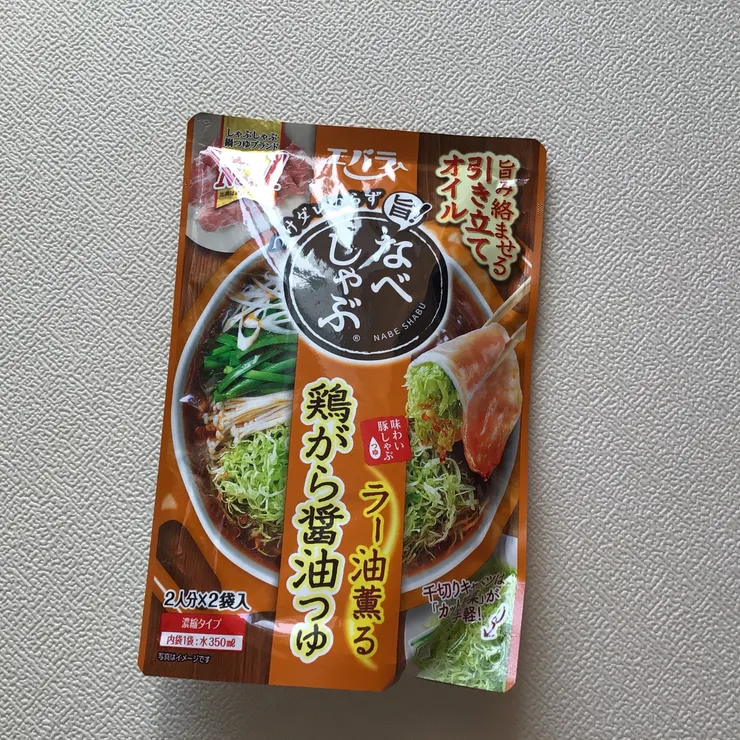 しゃぶしゃぶ
鍋つゆブランド
エバラ
旨!
なべ
しゃぶ
®
NABE SHABU
旨み絡ませる
引き立て
オイル
味わい
豚しゃぶ
つゆ
ラー油薫る
鶏がら醤油つゆ
千切りキャベツは
2人分×2袋入
濃縮タイプ
内袋1袋:水350㎖
写真はイメージです